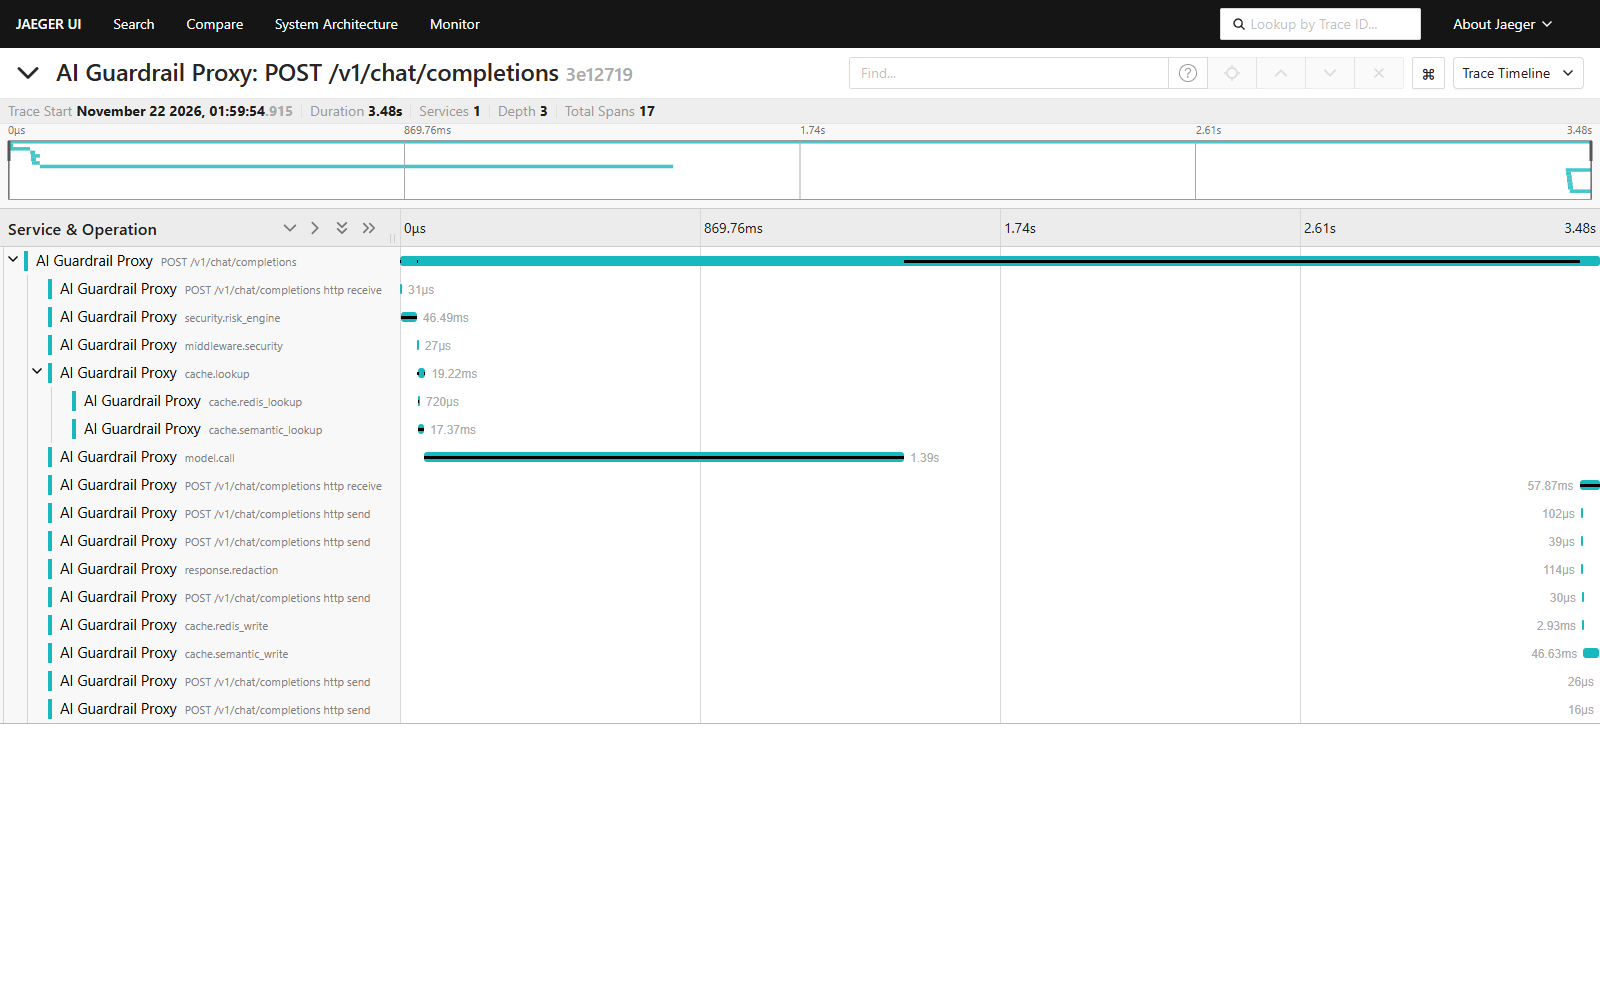 JAEGER UI Search Compare System Architecture Monitor Lookup by Trace ID... About Jaeger
AI Guardrail Proxy: POST /v1/chat/completions 3e12719 Find... Trace Timeline
Trace Start November 22 2026, 01:59:54.915 Duration 3.48s Services 1 Depth 3 Total Spans 17
0µs 869.76ms 1.74s 2.61s 3.48s
Service & Operation 0µs 869.76ms 1.74s 2.61s 3.48s
AI Guardrail Proxy POST /v1/chat/completions
AI Guardrail Proxy POST /v1/chat/completions http receive 31µs
AI Guardrail Proxy security.risk_engine 46.49ms
AI Guardrail Proxy middleware.security 27µs
AI Guardrail Proxy cache.lookup 19.22ms
AI Guardrail Proxy cache.redis_lookup 720µs
AI Guardrail Proxy cache.semantic_lookup 17.37ms
AI Guardrail Proxy model.call 1.39s
AI Guardrail Proxy POST /v1/chat/completions http receive 57.87ms
AI Guardrail Proxy POST /v1/chat/completions http send 102µs
AI Guardrail Proxy POST /v1/chat/completions http send 39µs
AI Guardrail Proxy response.redaction 114µs
AI Guardrail Proxy POST /v1/chat/completions http send 30µs
AI Guardrail Proxy cache.redis_write 2.93ms
AI Guardrail Proxy cache.semantic_write 46.63ms
AI Guardrail Proxy POST /v1/chat/completions http send 26µs
AI Guardrail Proxy POST /v1/chat/completions http send 16µs